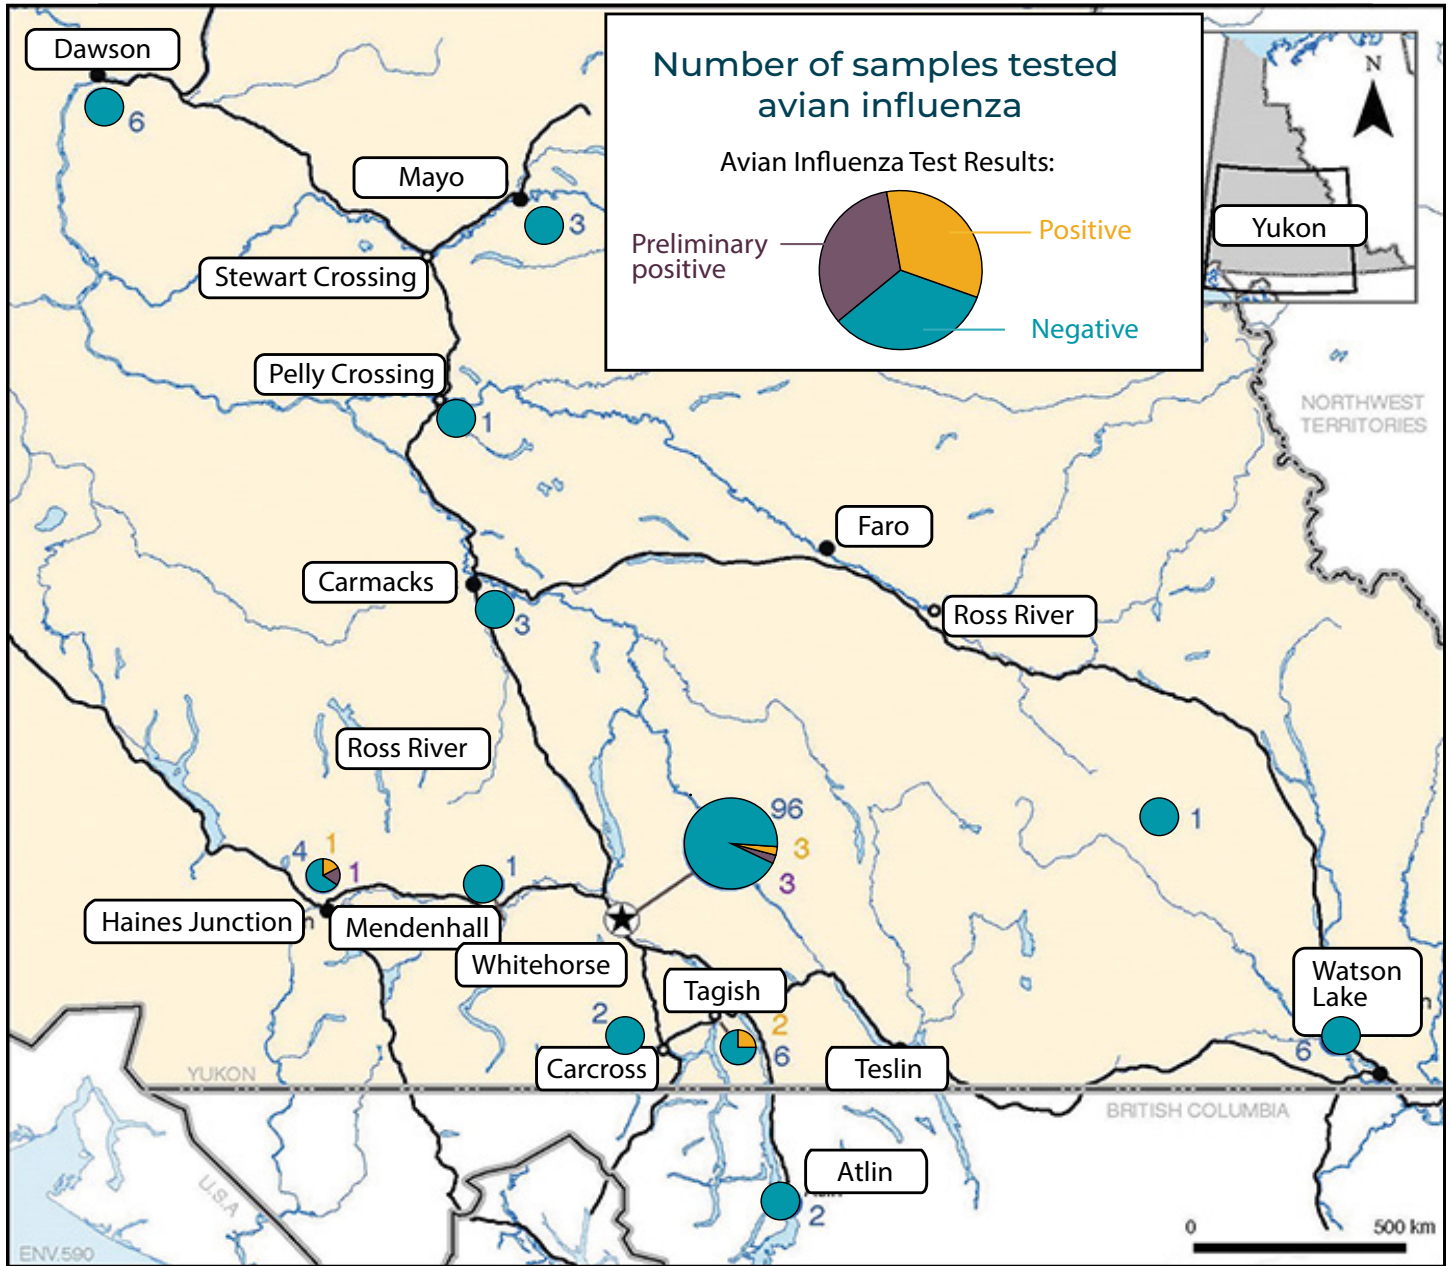 Dawson
6
Number of samples tested
avian influenza
Avian Influenza Test Results:
Preliminary
positive
Positive
Negative
N
Yukon
Mayo
3
Stewart Crossing
Pelly Crossing
1
NORTHWEST
TERRITORIES
Faro
Carmacks
3
Ross River
Ross River
96
3
3
1
4
1
1
1
Haines Junction
n
Mendenhall
Whitehorse
Tagish
2
6
2
Carcross
Teslin
Watson
Lake
n
6
YUKON
BRITISH COLUMBIA
Atlin
2
U.S.A
ENV.590
0
500 km